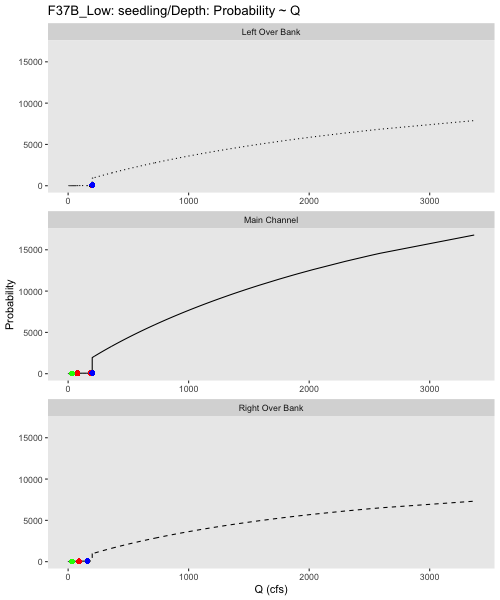 F37B_Low: seedling/Depth: Probability ~ Q
Left Over Bank
15000
10000
5000
0
0 1000 2000 3000
Main Channel
Probability
15000
10000
5000
0
0 1000 2000 3000
Right Over Bank
15000
10000
5000
0
0 1000 2000 3000
Q (cfs)